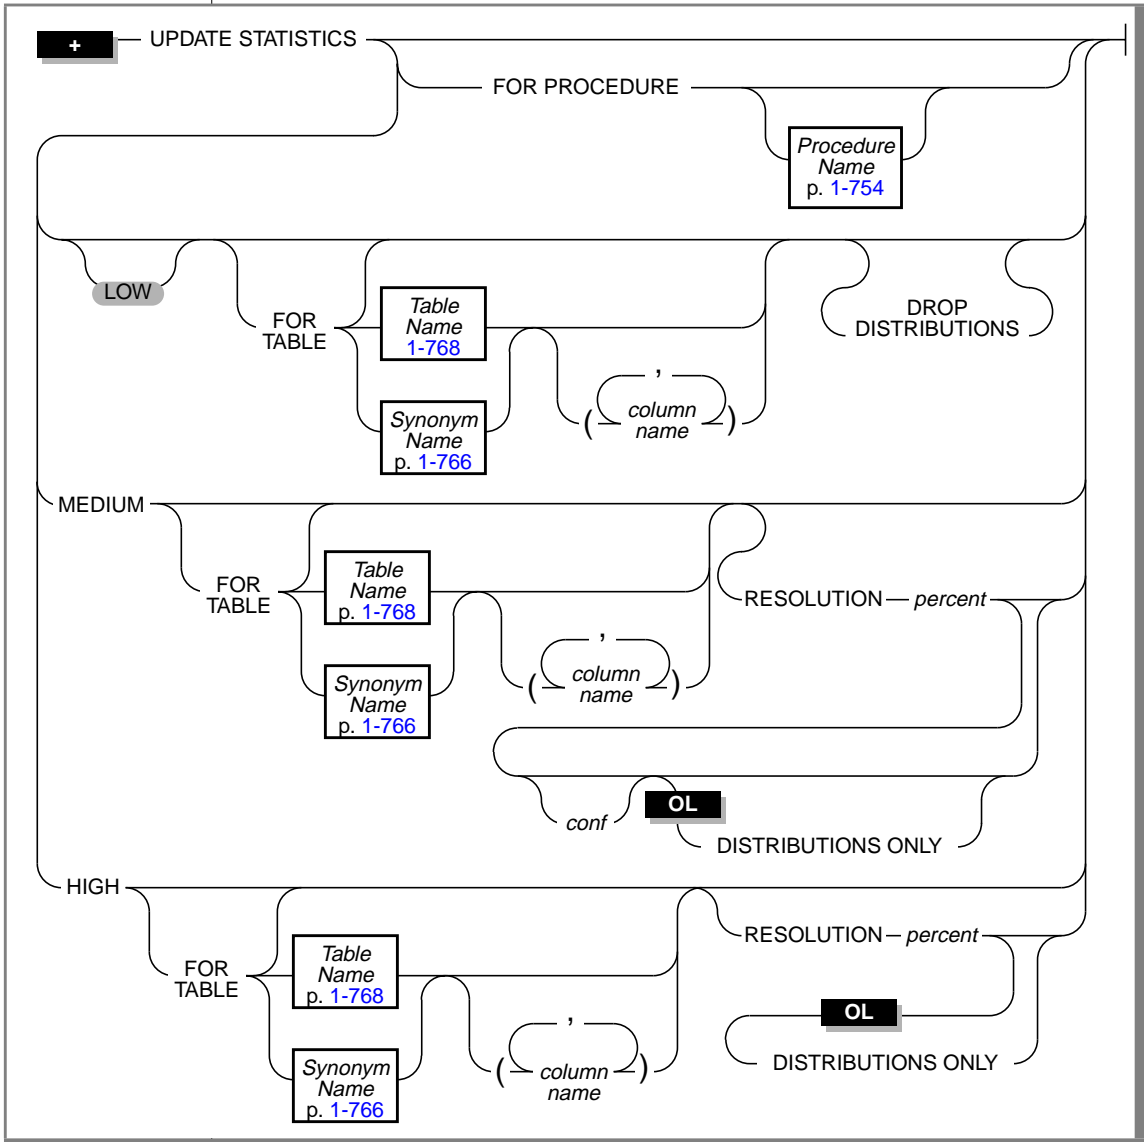 + UPDATE STATISTICS
FOR PROCEDURE
Procedure
Name
p. 1-754
LOW
FOR
TABLE
Table
Name
1-768
Synonym
Name
p. 1-766
,
( column
name )
DROP
DISTRIBUTIONS
MEDIUM
FOR
TABLE
Table
Name
p. 1-768
Synonym
Name
p. 1-766
,
( column
name )
RESOLUTION percent
conf
OL
DISTRIBUTIONS ONLY
HIGH
FOR
TABLE
Table
Name
p. 1-768
Synonym
Name
p. 1-766
,
( column
name )
RESOLUTION percent
OL
DISTRIBUTIONS ONLY